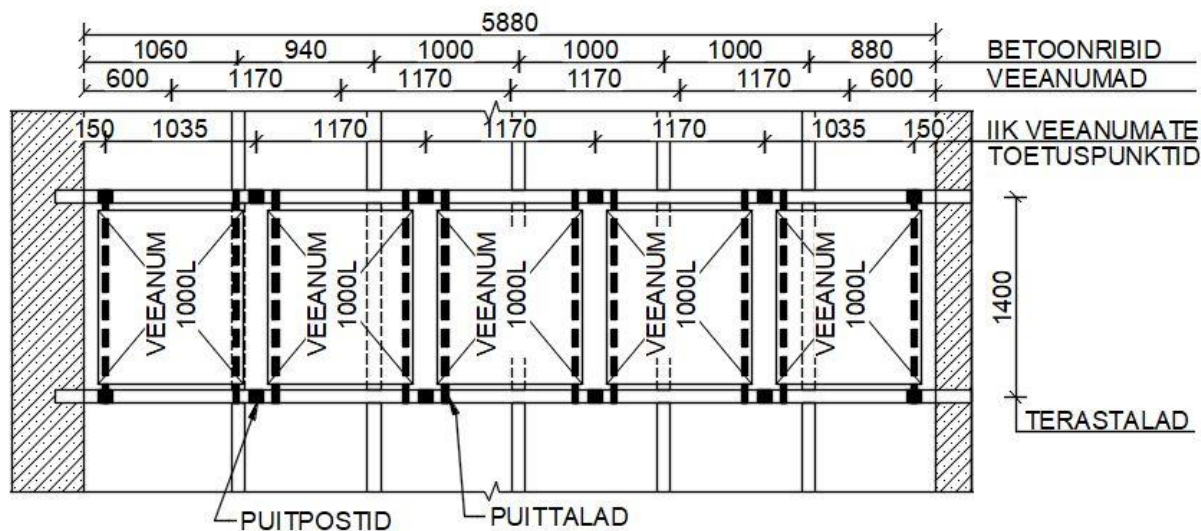 5880
1060 940 1000 1000 1000 880 BETOONRIBID
600 1170 1170 1170 1170 600 VEEANUMAD
150 1035 1170 1170 1170 1035 150 IIK VEEANUMATE
TOETUSPUNKTID
VEEANUM
1000L
VEEANUM
1000L
VEEANUM
1000L
VEEANUM
1000L
VEEANUM
1000L
1400
TERASTALAD
PUITPOSTID
PUITTALAD